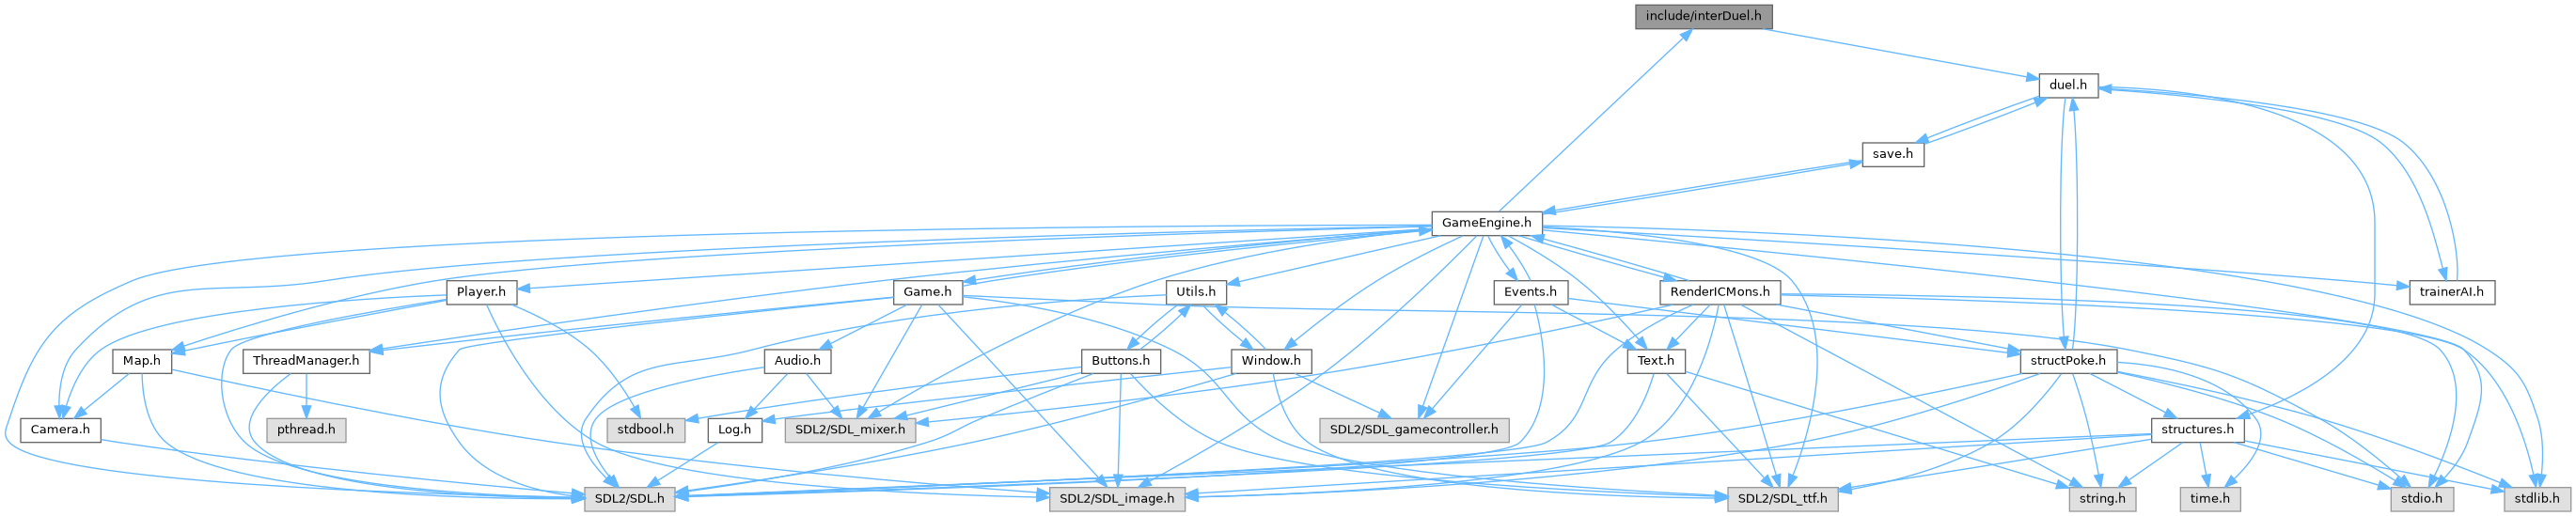 include/interDuel.h
duel.h
save.h
GameEngine.h
Player.h
Game.h
Utils.h
Events.h
RenderICMons.h
trainerAI.h
Map.h
ThreadManager.h
Audio.h
Buttons.h
Window.h
Text.h
structPoke.h
Camera.h
pthread.h
stdbool.h
Log.h
SDL2/SDL_mixer.h
SDL2/SDL_gamecontroller.h
structures.h
SDL2/SDL.h
SDL2/SDL_image.h
SDL2/SDL_ttf.h
string.h
time.h
stdio.h
stdlib.h